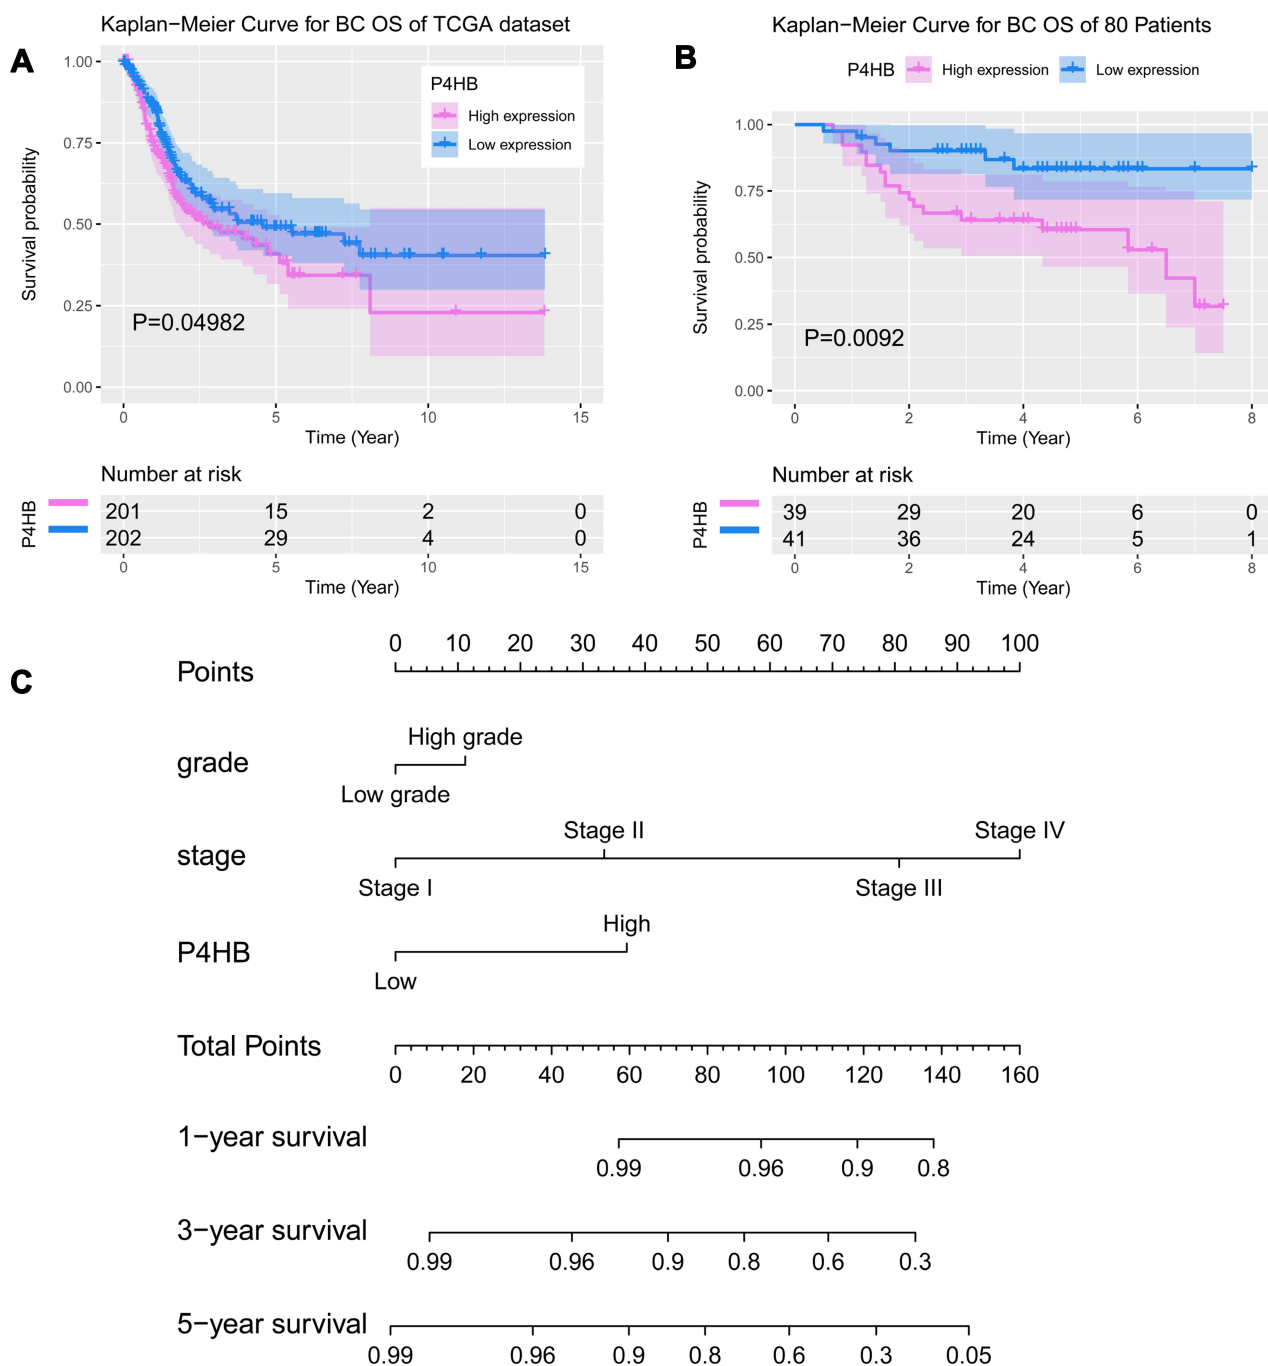 Kaplan−Meier Curve for BC OS of TCGA dataset
A
P4HB
High expression
Low expression
Survival probability
1.00
0.75
0.50
0.25
0.00
P=0.04982
0 5 10 15
Time (Year)
Number at risk
P4HB
201 15 2 0
202 29 4 0
0 5 10 15
Time (Year)
Kaplan−Meier Curve for BC OS of 80 Patients
B
P4HB High expression Low expression
Survival probability
1.00
0.75
0.50
0.25
0.00
P=0.0092
0 2 4 6 8
Time (Year)
Number at risk
P4HB
39 29 20 6 0
41 36 24 5 1
0 2 4 6 8
Time (Year)
C
0 10 20 30 40 50 60 70 80 90 100
Points
High grade
grade
Low grade
Stage II Stage IV
stage
Stage I Stage III
High
P4HB
Low
Total Points
0 20 40 60 80 100 120 140 160
1−year survival
0.99 0.96 0.9 0.8
3−year survival
0.99 0.96 0.9 0.8 0.6 0.3
5−year survival
0.99 0.96 0.9 0.8 0.6 0.3 0.05